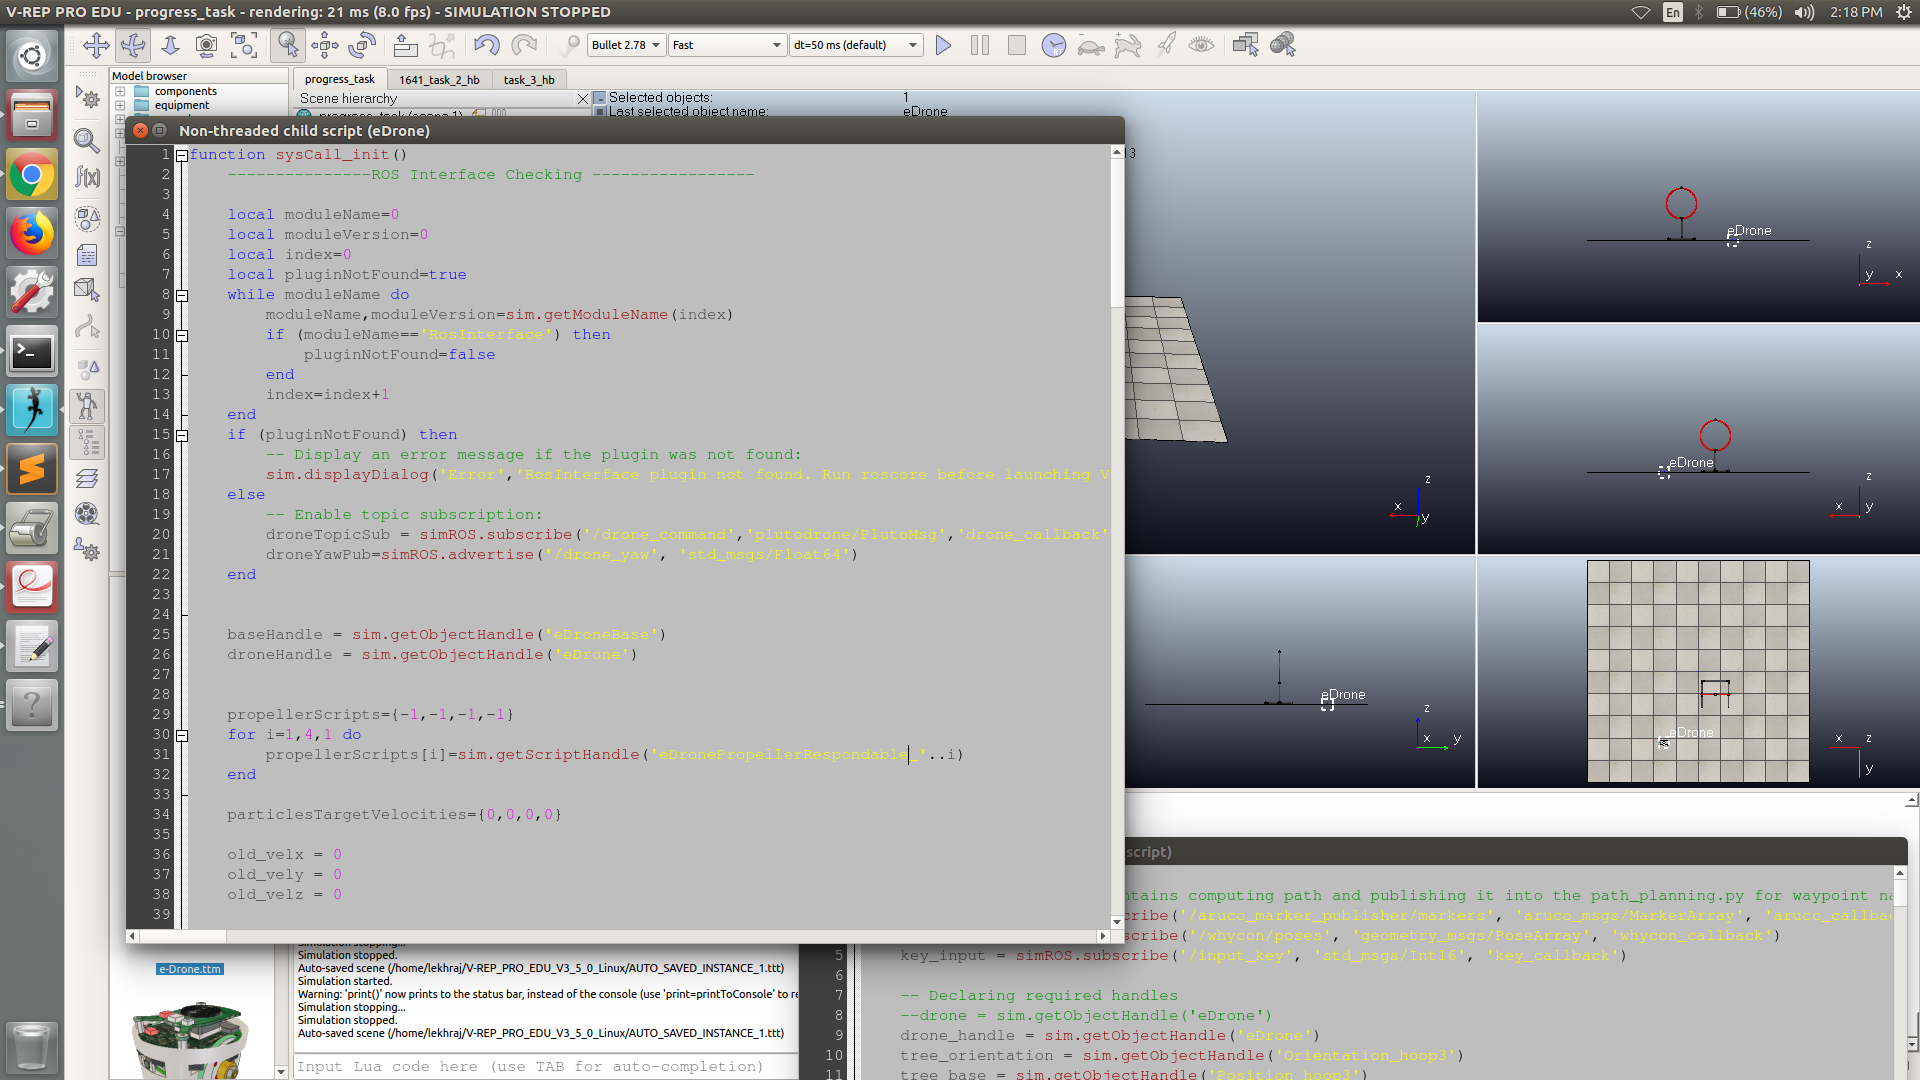 V-REP PRO EDU - progress_task - rendering: 21 ms (8.0 fps) - SIMULATION STOPPED
En
(46%)
2:18 PM
Bullet 2.78
Fast
dt=50 ms (default)
RT
Model browser
components
equipment
progress_task
1641_task_2_hb
task_3_hb
Scene hierarchy
progress_task (scene 1)
Selected objects:
1
Last selected object name:
eDrone
13
Non-threaded child script (eDrone)
1 function sysCall_init()
2 ---------------ROS Interface Checking -----------------
3
4 local moduleName=0
5 local moduleVersion=0
6 local index=0
7 local pluginNotFound=true
8 while moduleName do
9 moduleName,moduleVersion=sim.getModuleName(index)
10 if (moduleName=='RosInterface') then
11 pluginNotFound=false
12 end
13 index=index+1
14 end
15 if (pluginNotFound) then
16 -- Display an error message if the plugin was not found:
17 sim.displayDialog('Error','RosInterface plugin not found. Run roscore before launching V
18 else
19 -- Enable topic subscription:
20 droneTopicSub = simROS.subscribe('/drone_command','plutodrone/PlutoMsg','drone_callback'
21 droneYawPub=simROS.advertise('/drone_yaw', 'std_msgs/Float64')
22 end
23
24
25 baseHandle = sim.getObjectHandle('eDroneBase')
26 droneHandle = sim.getObjectHandle('eDrone')
27
28
29 propellerScripts={-1,-1,-1,-1}
30 for i=1,4,1 do
31 propellerScripts[i]=sim.getScriptHandle('eDronePropellerRespondable_'..i)
32 end
33
34 particlesTargetVelocities={0,0,0,0}
35
36 old_velx = 0
37 old_vely = 0
38 old_velz = 0
39
eDrone
z
y
x
eDrone
z
x
y
z
x
y
eDrone
z
x
y
eDrone
x
z
y
script)
ntains computing path and publishing it into the path_planning.py for waypoint na
cribe('/aruco_marker_publisher/markers', 'aruco_msgs/MarkerArray', 'aruco_callbac
scribe('/whycon/poses', 'geometry_msgs/PoseArray', 'whycon_callback')
5 key_input = simROS.subscribe('/input_key', 'std_msgs/Int16', 'key_callback')
6
7 -- Declaring required handles
8 --drone = sim.getObjectHandle('eDrone')
9 drone_handle = sim.getObjectHandle('eDrone')
10 tree_orientation = sim.getObjectHandle('Orientation_hoop3')
11 tree_base = sim.getObjectHandle('Position_hoop3')
e-Drone.ttm
Simulation stopping...
Simulation stopped.
Auto-saved scene (/home/lekhraj/V-REP_PRO_EDU_V3_5_0_Linux/AUTO_SAVED_INSTANCE_1.ttt)
Simulation started.
Warning: 'print()' now prints to the status bar, instead of the console (use 'print=printToConsole' to re
Simulation stopping...
Simulation stopped.
Auto-saved scene (/home/lekhraj/V-REP_PRO_EDU_V3_5_0_Linux/AUTO_SAVED_INSTANCE_1.ttt)
Input Lua code here (use TAB for auto-completion)